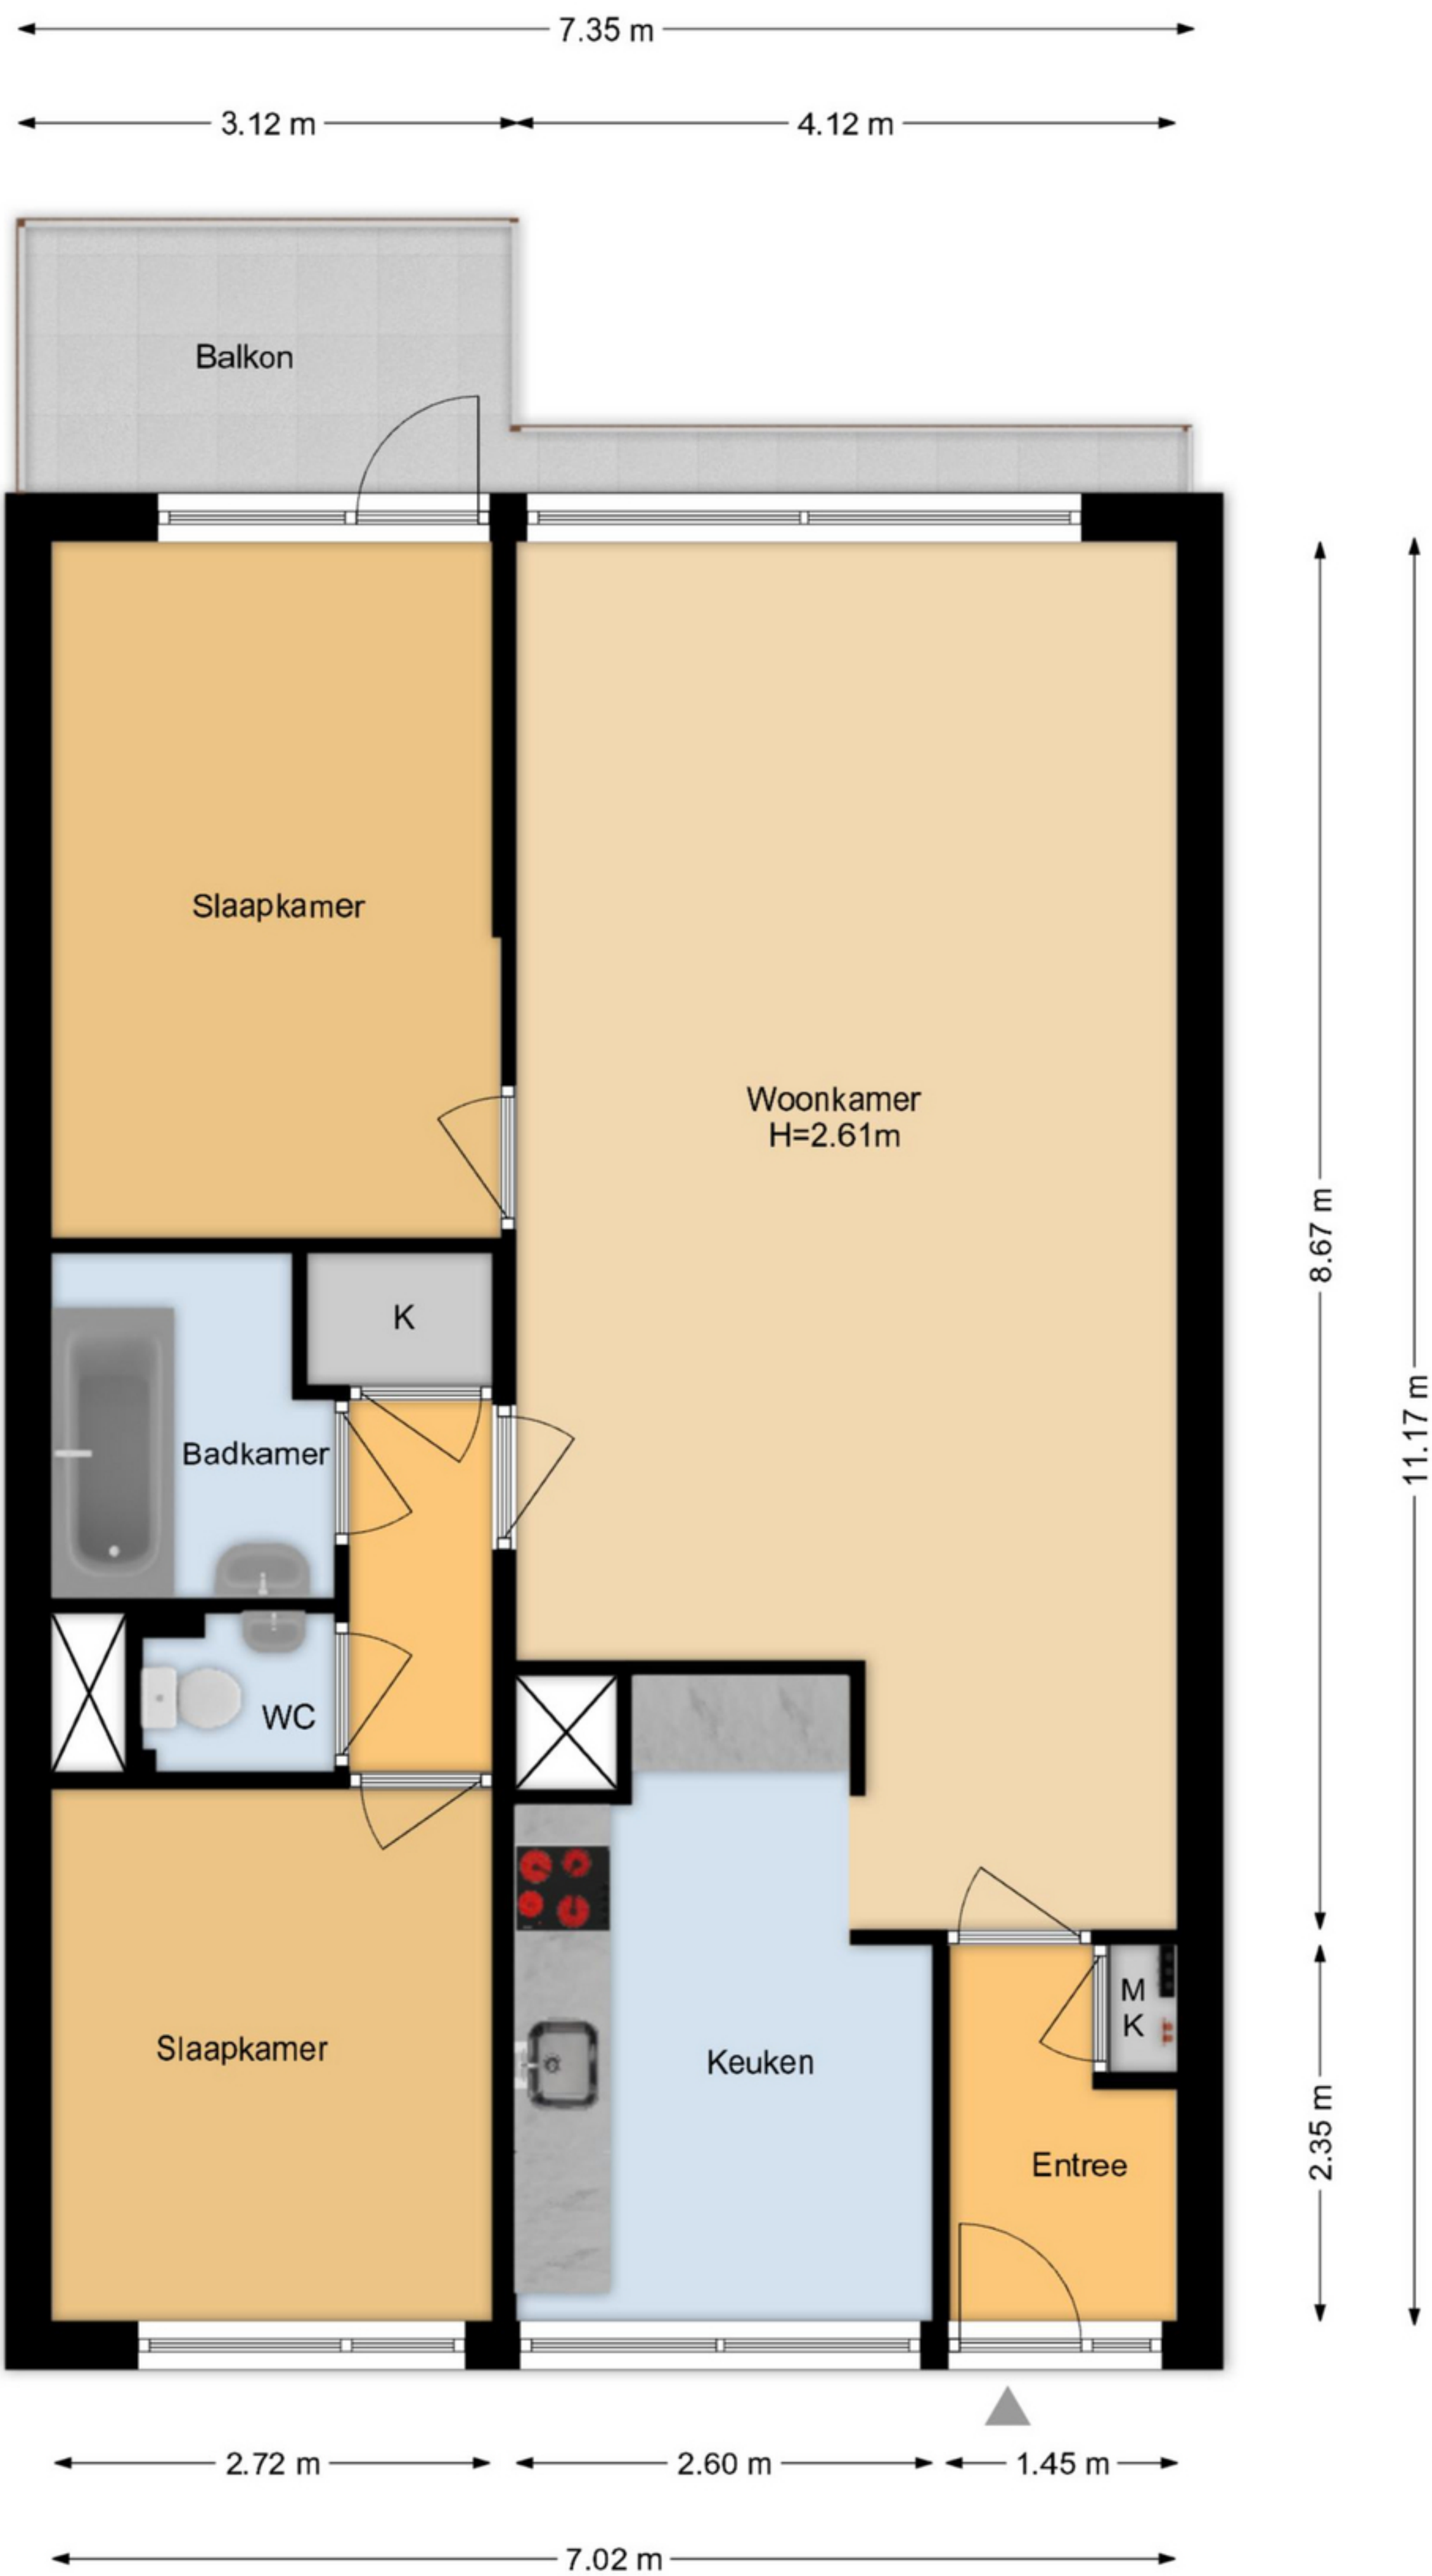 7.35 m
3.12 m
4.12 m
Balkon
Slaapkamer
Woonkamer
H=2.61m
8.67 m
K
11.17 m
Badkamer
WC
M
K
Slaapkamer
Keuken
2.35 m
Entree
2.72 m
2.60 m
1.45 m
7.02 m